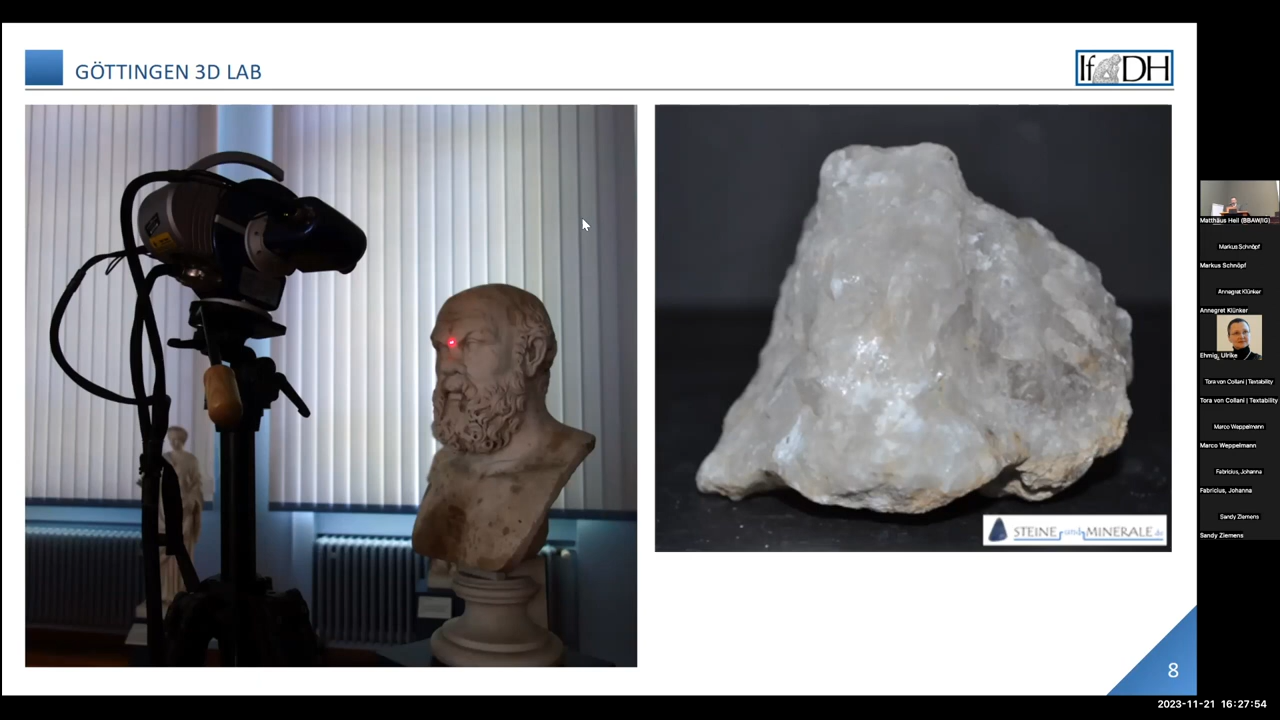 GÖTTINGEN 3D LAB
IfDH
STEINE und MINERALE.de
8
Matthäus Heil (BBAW/IG)
Markus Schnöpf
Markus Schnöpf
Annegret Klünker
Annegret Klünker
Ehmig, Ulrike
Tora von Collani | Textability
Tora von Collani | Textability
Marco Weppelmann
Marco Weppelmann
Fabricius, Johanna
Fabricius, Johanna
Sandy Ziemens
Sandy Ziemens
2023-11-21 16:27:54